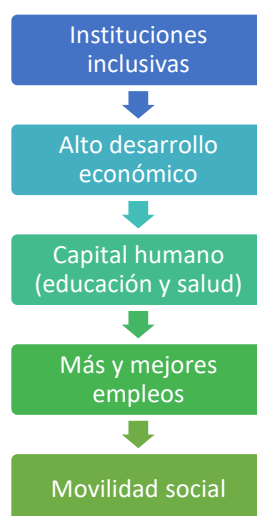 Instituciones
inclusivas
Alto desarrollo
económico
Capital humano
(educación y salud)
Más y mejores
empleos
Movilidad social